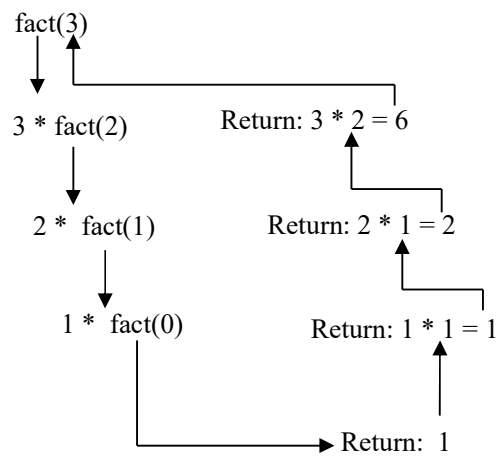 fact(3)
3 * fact(2)
Return: 3 * 2 = 6
2 * fact(1)
Return: 2 * 1 = 2
1 * fact(0)
Return: 1 * 1 = 1
Return: 1